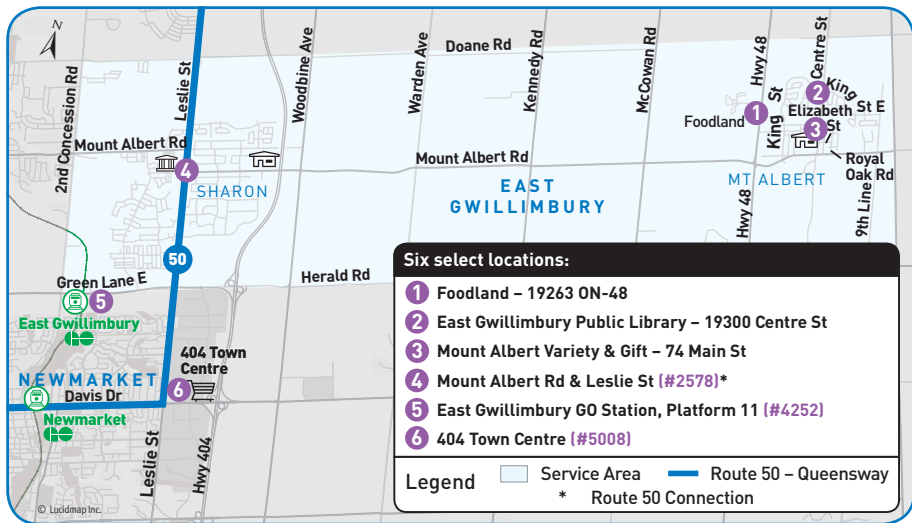 N
2nd Concession Rd
Leslie St
Woodbine Ave
Warden Ave
Kennedy Rd
McCowan Rd
Hwy 48
Centre St
Doane Rd
King St
King St E
2
1
Foodland
Elizabeth St
3
Mount Albert Rd
Mount Albert Rd
Royal Oak Rd
4
SHARON
EAST GWILLIMBURY
MT ALBERT
Hwy 48
9th Line
50
Green Lane E
Herald Rd
5
East Gwillimbury
404 Town Centre
NEWMARKET
6
Davis Dr
Newmarket
Leslie St
Hwy 404
© Lucidmap Inc.
Six select locations:
1 Foodland – 19263 ON-48
2 East Gwillimbury Public Library – 19300 Centre St
3 Mount Albert Variety & Gift – 74 Main St
4 Mount Albert Rd & Leslie St (#2578)*
5 East Gwillimbury GO Station, Platform 11 (#4252)
6 404 Town Centre (#5008)
Legend
Service Area
Route 50 – Queensway
* Route 50 Connection